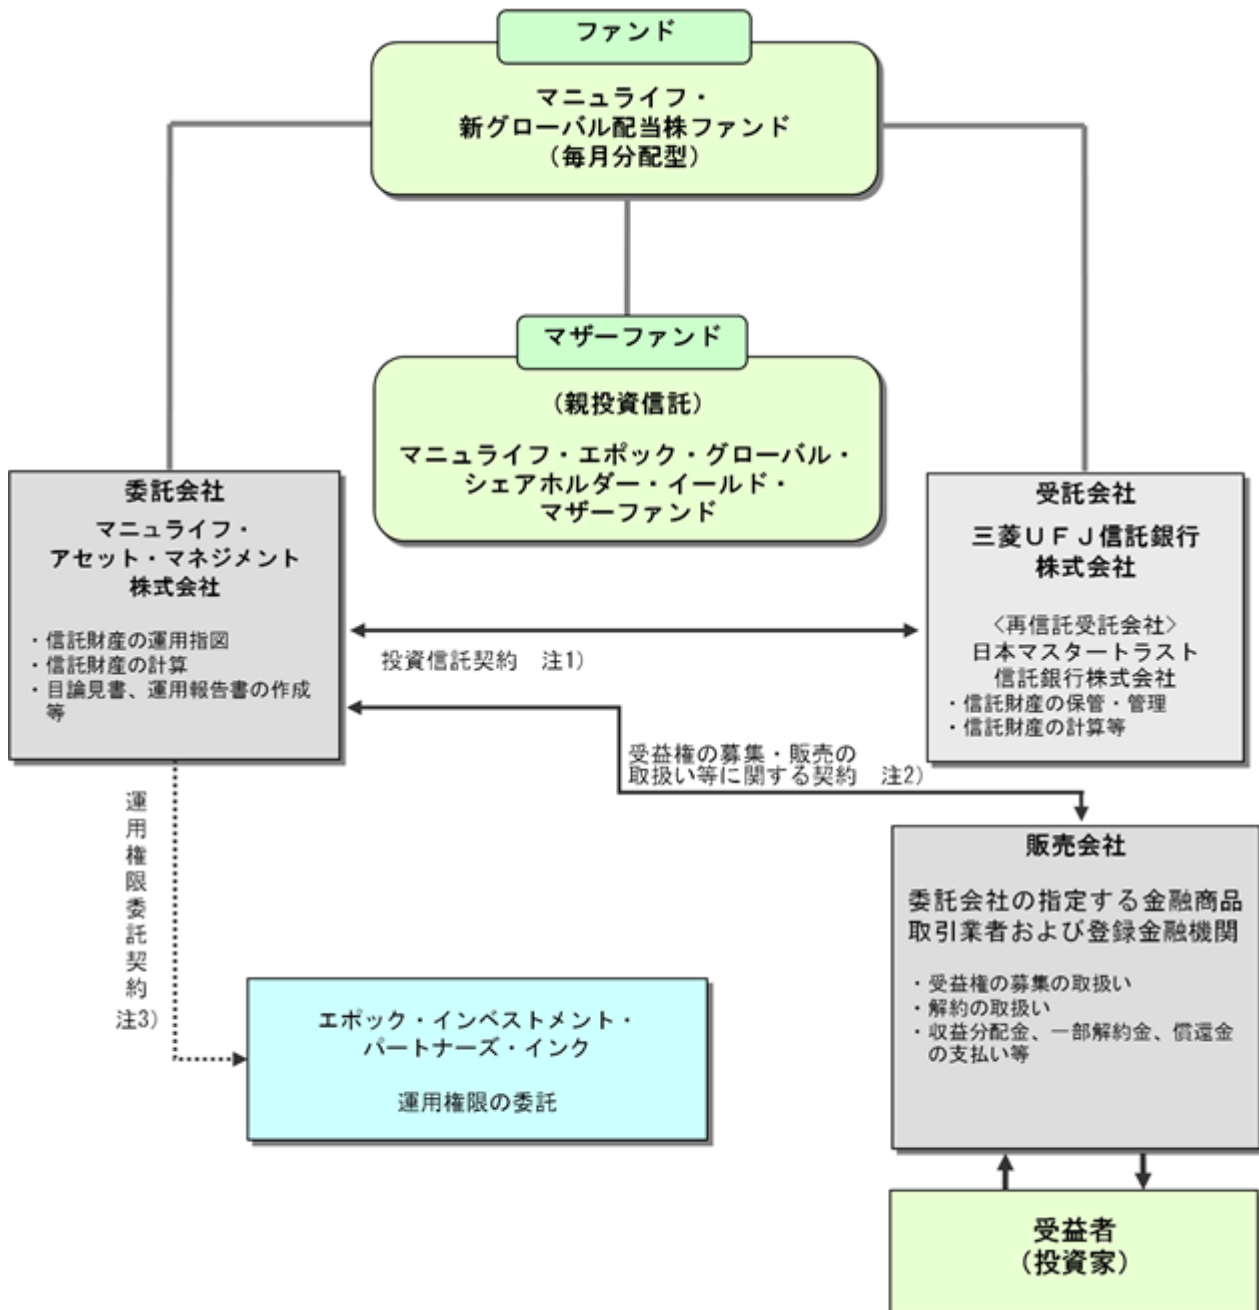 ファンド
マニュライフ・
新グローバル配当株ファンド
(毎月分配型)
マザーファンド
(親投資信託)
マニュライフ・エポック・グローバル・
シェアホルダー・イールド・
マザーファンド
委託会社
マニュライフ・
アセット・マネジメント
株式会社
・信託財産の運用指図
・信託財産の計算
・目論見書、運用報告書の作成
等
受託会社
三菱UFJ信託銀行
株式会社
〈再信託受託会社〉
日本マスタートラスト
信託銀行株式会社
・信託財産の保管・管理
・信託財産の計算等
投資信託契約 注1)
受益権の募集・販売の
取扱い等に関する契約 注2)
運用権限委託契約
注3)
販売会社
委託会社の指定する金融商品
取引業者および登録金融機関
・受益権の募集の取扱い
・解約の取扱い
・収益分配金、一部解約金、償還金
の支払い等
エポック・インベストメント・
パートナーズ・インク
運用権限の委託
受益者
(投資家)